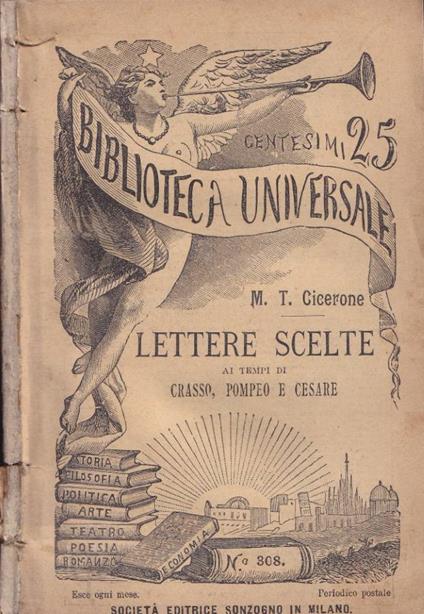 CENTESIMI 25
BIBLIOTECA UNIVERSALE
M. T. Cicerone
LETTERE SCELTE
AI TEMPI DI
CRASSO, POMPEO E CESARE
STORIA
FILOSOFIA
POLITICA
ARTE
TEATRO
POESIA
ROMANZO
ECONOMIA
N.º 308.
Esce ogni mese.
Periodico postale
SOCIETÀ EDITRICE SONZOGNO IN MILANO.